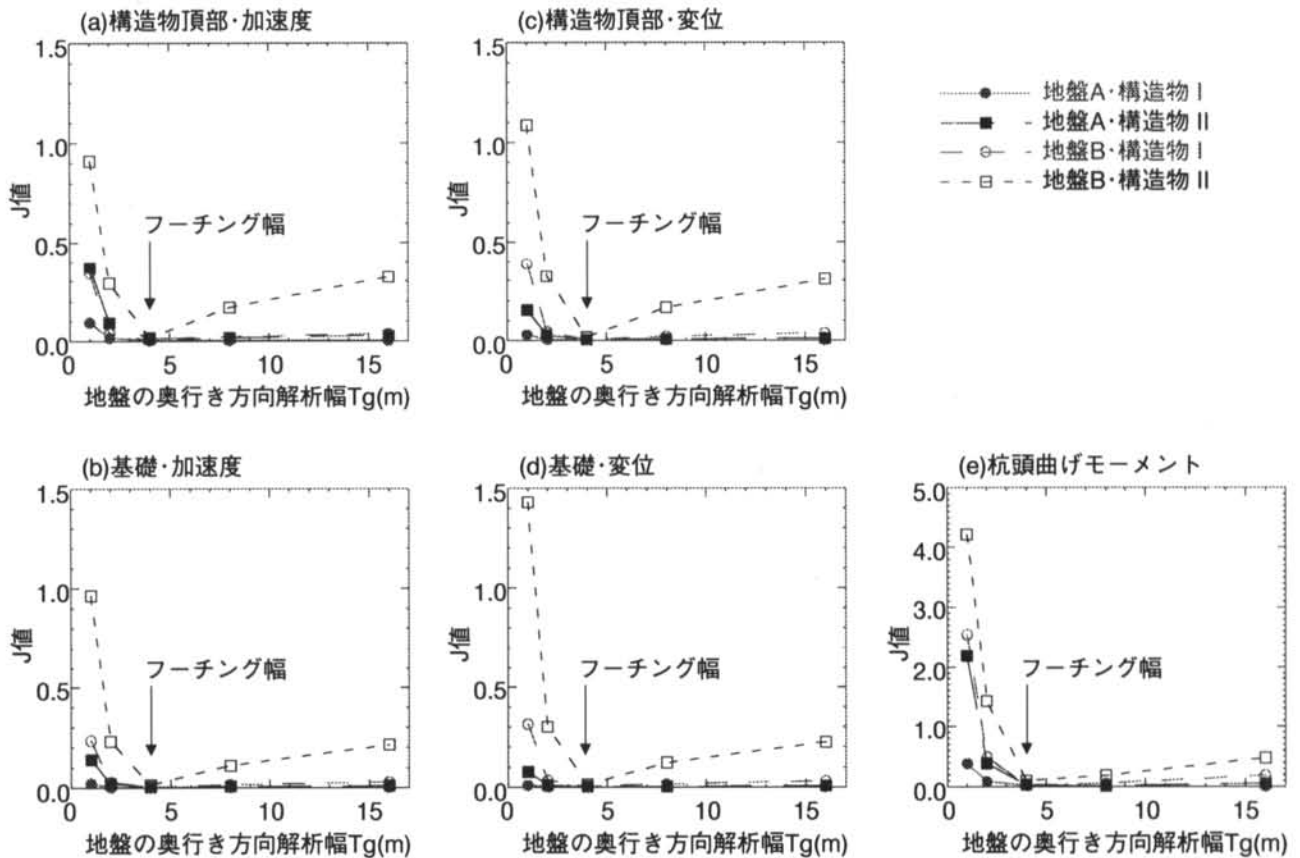 (a)構造物頂部･加速度
1.5
1.0
0.5
0.0
J値
フーチング幅
0
5
10
15
地盤の奥行き方向解析幅Tg(m)
(c)構造物頂部･変位
1.5
1.0
0.5
0.0
J値
フーチング幅
0
5
10
15
地盤の奥行き方向解析幅Tg(m)
地盤A･構造物 I
地盤A･構造物 II
地盤B･構造物 I
地盤B･構造物 II
(b)基礎･加速度
1.5
1.0
0.5
0.0
J値
フーチング幅
0
5
10
15
地盤の奥行き方向解析幅Tg(m)
(d)基礎･変位
1.5
1.0
0.5
0.0
J値
フーチング幅
0
5
10
15
地盤の奥行き方向解析幅Tg(m)
(e)杭頭曲げモーメント
5.0
4.0
3.0
2.0
1.0
0.0
J値
フーチング幅
0
5
10
15
地盤の奥行き方向解析幅Tg(m)